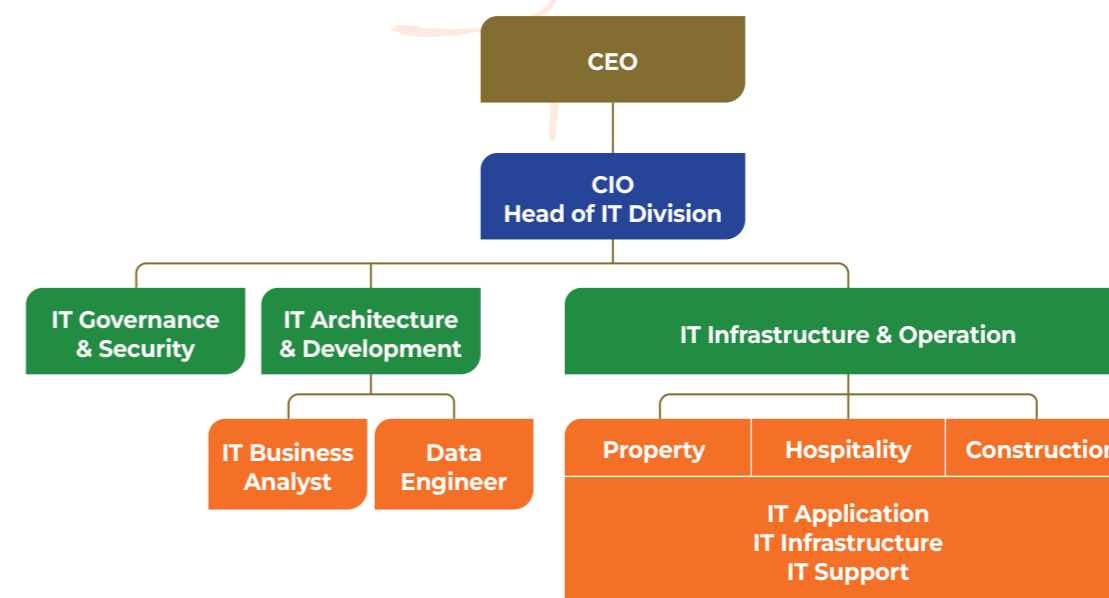 CEO
CIO
Head of IT Division
IT Governance
& Security
IT Architecture
& Development
IT Infrastructure & Operation
IT Business
Analyst
Data
Engineer
Property
Hospitality
Construction
IT Application
IT Infrastructure
IT Support